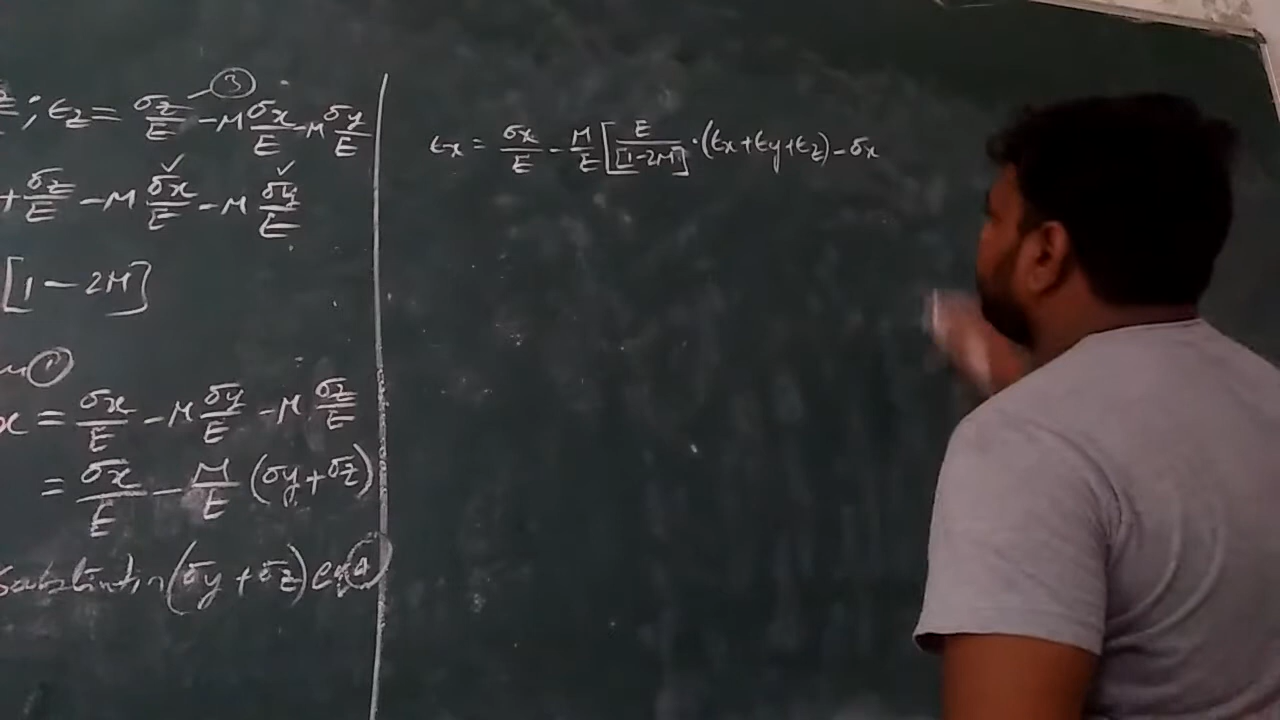 ; ϵz = σz/E - μ σx/E - μ σy/E
3
+ σz/E - μ σx/E - μ σy/E
[1 - 2μ]
1
x = σx/E - μ σy/E - μ σz/E
= σx/E - μ/E (σy + σz)
(σy + σz) eq 4
ϵx = σx/E - μ/E [E/[1-2μ] · (ϵx + ϵy + ϵz) - σx